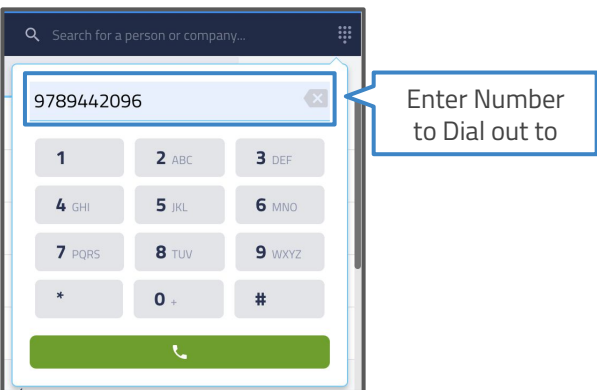 Search for a person or company...
9789442096
Enter Number
to Dial out to
1 2 ABC 3 DEF
4 GHI 5 JKL 6 MNO
7 PQRS 8 TUV 9 WXYZ
* 0 + #